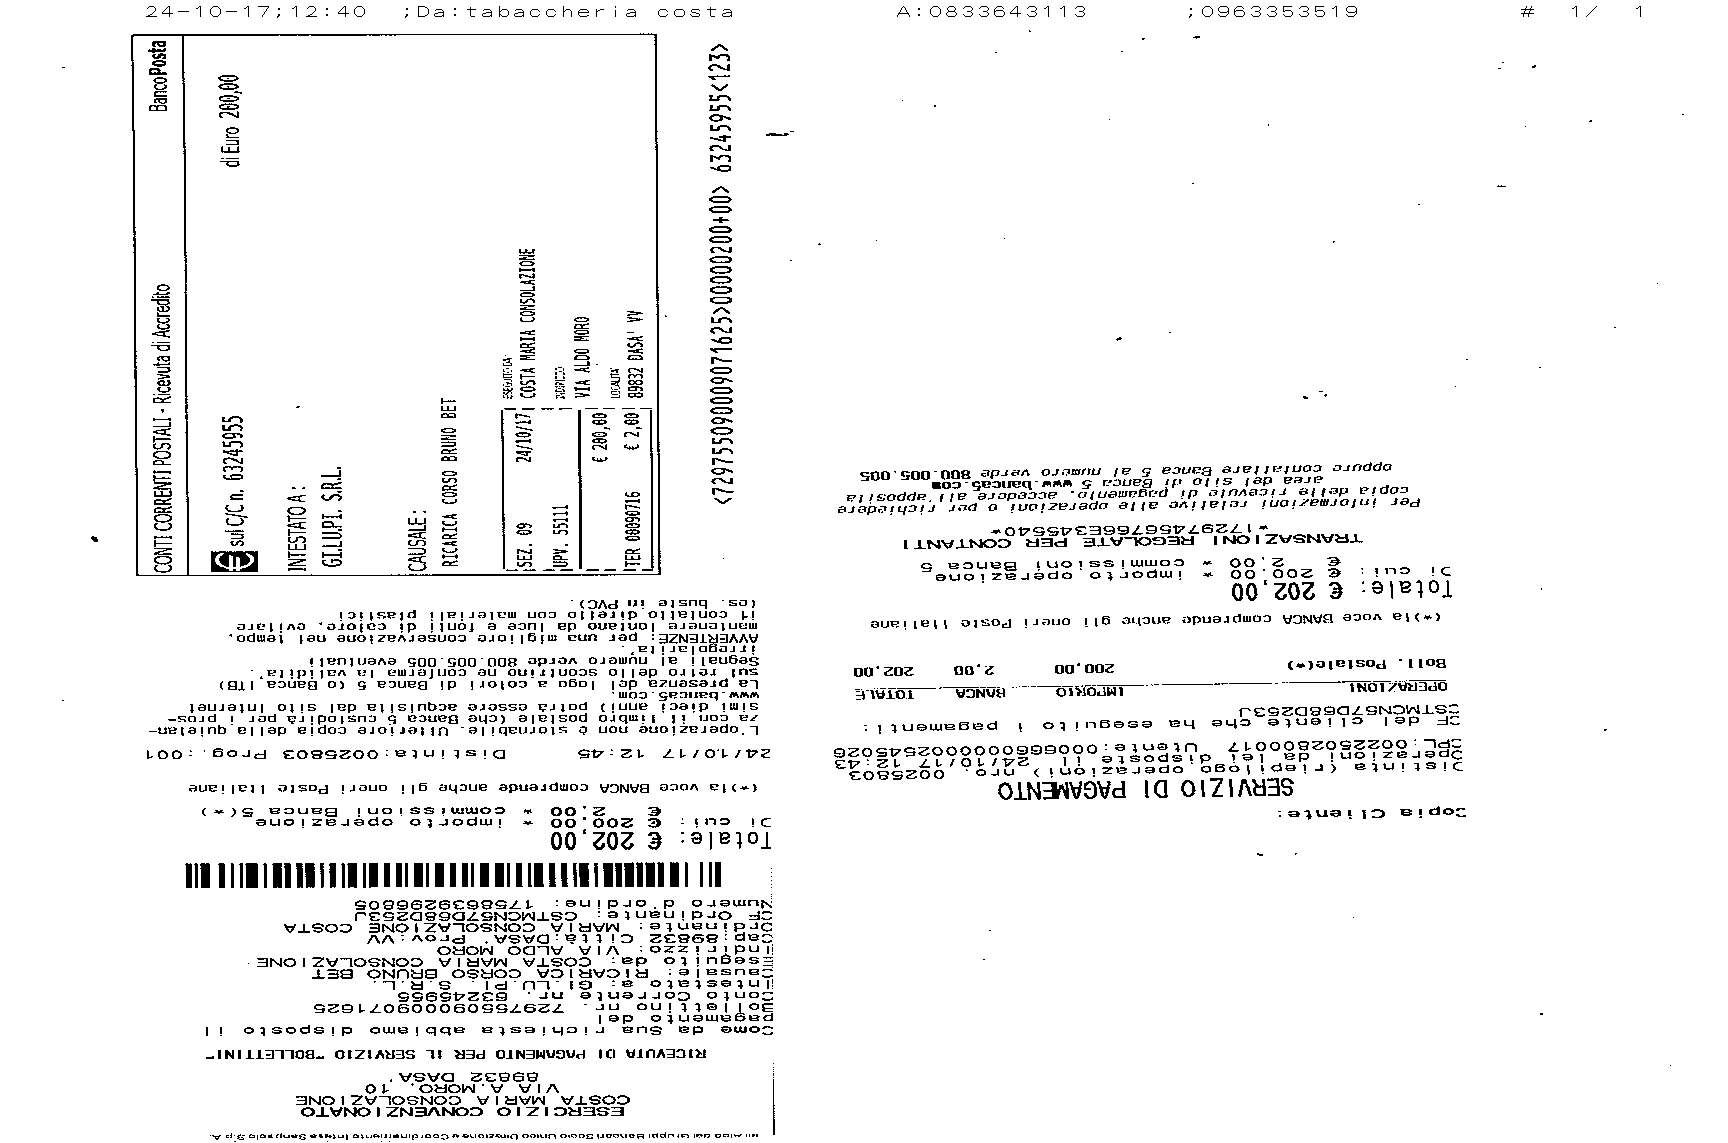 24-10-17;12:40 ;Da:tabaccheria costa A:0833643113 ;0963353519 # 1/ 1
CONTI CORRENTI POSTALI - Ricevuta di Accredito BancoPosta
sul C/C n. 63245955 di Euro 200,00
INTESTATO A:
GI.LU.PI. S.R.L.
CAUSALE:
RICARICA CORSO BRUNO BET
ESEGUITO DA:
SEZ. 09 24/10/17 COSTA MARIA CONSOLAZIONE
INDIRIZZO:
UPV. 55111 VIA ALDO MORO
€ 200,00
LOCALITA'
TER 08090716 € 2,00 89832 DASA' VV
<729755090009071625>00000200+00> 63245955<123>
ESERCIZIO CONVENZIONATO
COSTA MARIA CONSOLAZIONE
VIA A.MORO, 10
89832 DASA'
RICEVUTA DI PAGAMENTO PER IL SERVIZIO "BOLLETTINI"
Come da Sua richiesta abbiamo disposto il
pagamento del
Bollettino nr. 729755090009071625
Conto Corrente nr. 63245955
Intestato a: GI.LU.PI. S.R.L.
Causale: RICARICA CORSO BRUNO BET
Eseguito da: COSTA MARIA CONSOLAZIONE
Indirizzo: VIA ALDO MORO
Cap:89832 Citta:DASA' Prov:VV
Ordinante: MARIA CONSOLAZIONE COSTA
CF Ordinante: CSTMCN57D68D253J
Numero d'ordine: 175863929680S
Totale: € 202,00
Di cui: € 200,00 * importo operazione
€ 2,00 * commissioni Banca 5(*)
(*)la voce BANCA comprende anche gli oneri Poste Italiane
24/10/17 12:45 Distinta:0025803 Prog.:001
L'operazione non è stornabile. Ulteriore copia della quietan-
za con il timbro postale (che Banca 5 custodirà per i pros-
simi dieci anni) potrà essere acquisita dal sito internet
www.banca5.com.
La presenza del logo a colori di Banca 5 (o Banca ITB)
sul retro dello scontrino ne conferma la validità.
Segnali al numero verde 800.005.005 eventuali
irregolarità.
AVVERTENZE: per una migliore conservazione nel tempo,
mantenere lontano da luce e fonti di calore, evitare
il contatto diretto con materiali plastici
(es. buste in PVC).
Copia Cliente:
SERVIZIO DI PAGAMENTO
Distinta (riepilogo operazioni) nro. 0025803
Operazioni da lei disposte il 24/10/17 12:43
CF del cliente che ha eseguito i pagamenti:
CSTMCN57D68D253J
OPERAZIONI IMPORTO BANCA TOTALE
Boll. Postale(*) 200,00 2,00 202,00
(*)la voce BANCA comprende anche gli oneri Poste Italiane
Totale: € 202,00
Di cui: € 200,00 * importo operazione
€ 2,00 * commissioni Banca 5
TRANSAZIONI REGOLATE PER CONTANTI
*1729745676GE345540*
Per informazioni relative alle operazioni o per richiedere
copia delle ricevute di pagamento, accedere all'apposita
area del sito di Banca 5 www.banca5.com
oppure contattare Banca 5 al numero verde 800.005.005